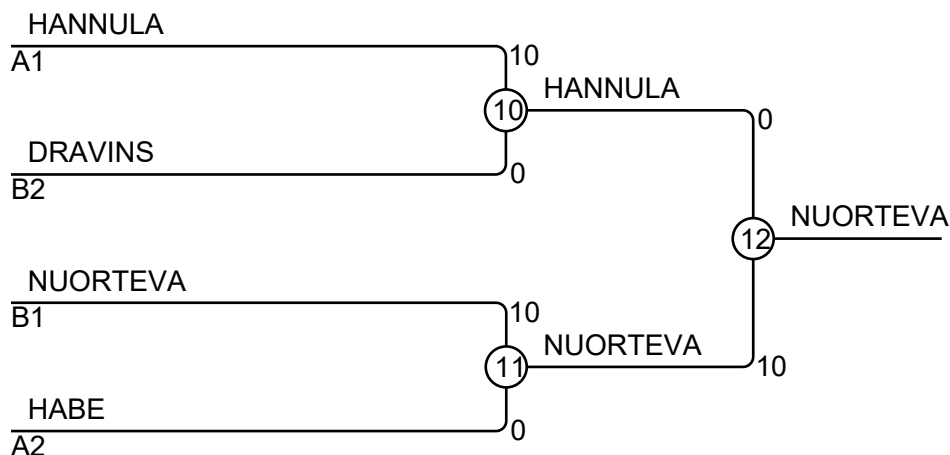 HANNULA
A1
10
10
HANNULA
0
DRAVINS
B2
0
12
NUORTEVA
NUORTEVA
B1
10
11
NUORTEVA
10
HABE
A2
0